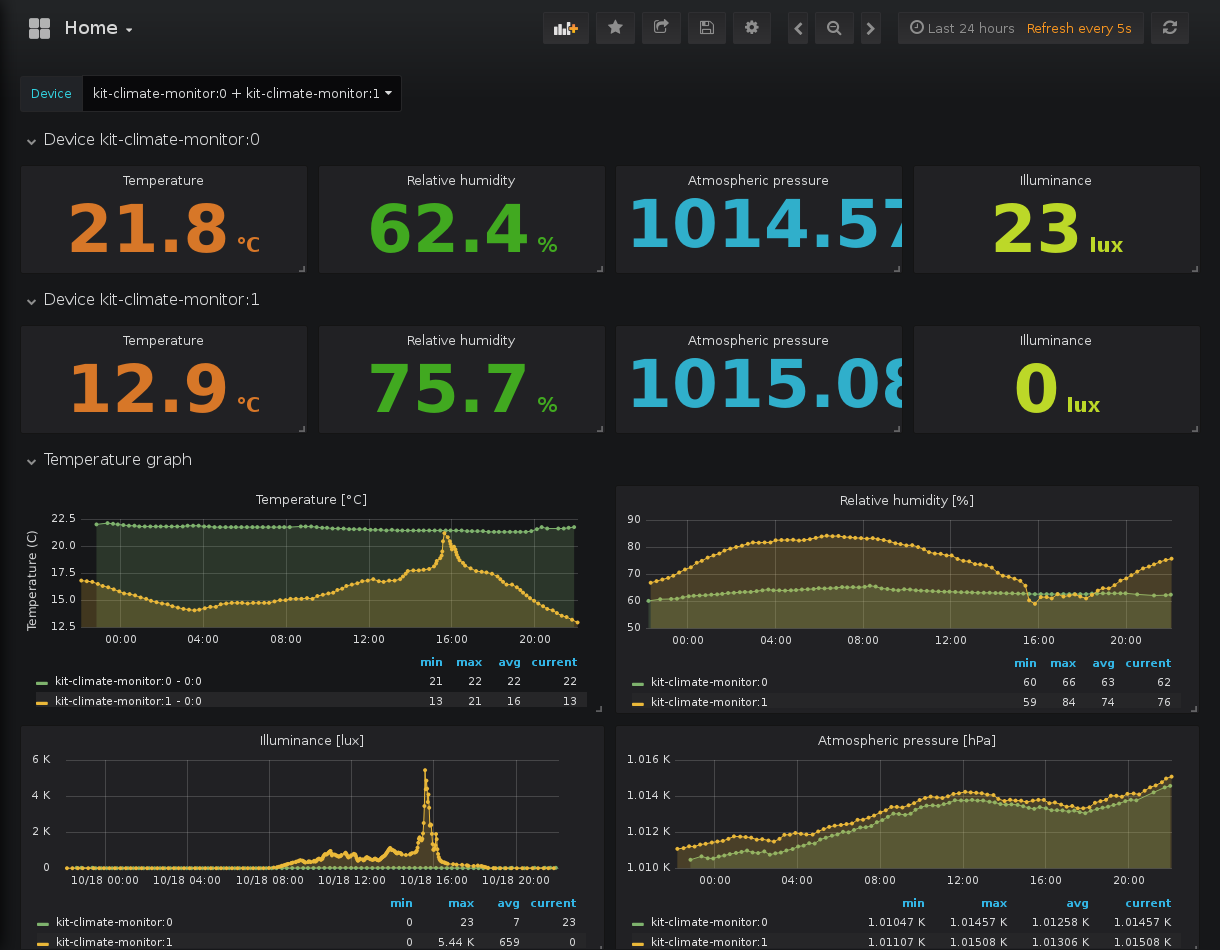 Home
Last 24 hours Refresh every 5s
Device kit-climate-monitor:0 + kit-climate-monitor:1
Device kit-climate-monitor:0
Temperature Relative humidity Atmospheric pressure Illuminance
21.8 °C 62.4 % 1014.57 23 lux
Device kit-climate-monitor:1
Temperature Relative humidity Atmospheric pressure Illuminance
12.9 °C 75.7 % 1015.08 0 lux
Temperature graph
Temperature [°C]
Temperature (C)
22.5
20.0
17.5
15.0
12.5
00:00 04:00 08:00 12:00 16:00 20:00
min max avg current
kit-climate-monitor:0 - 0:0 21 22 22 22
kit-climate-monitor:1 - 0:0 13 21 16 13
Relative humidity [%]
90
80
70
60
50
00:00 04:00 08:00 12:00 16:00 20:00
min max avg current
kit-climate-monitor:0 60 66 63 62
kit-climate-monitor:1 59 84 74 76
Illuminance [lux]
6 K
4 K
2 K
0
10/18 00:00 10/18 04:00 10/18 08:00 10/18 12:00 10/18 16:00 10/18 20:00
min max avg current
kit-climate-monitor:0 0 23 7 23
kit-climate-monitor:1 0 5.44 K 659 0
Atmospheric pressure [hPa]
1.016 K
1.014 K
1.012 K
1.010 K
00:00 04:00 08:00 12:00 16:00 20:00
min max avg current
kit-climate-monitor:0 1.01047 K 1.01457 K 1.01258 K 1.01457 K
kit-climate-monitor:1 1.01107 K 1.01508 K 1.01306 K 1.01508 K